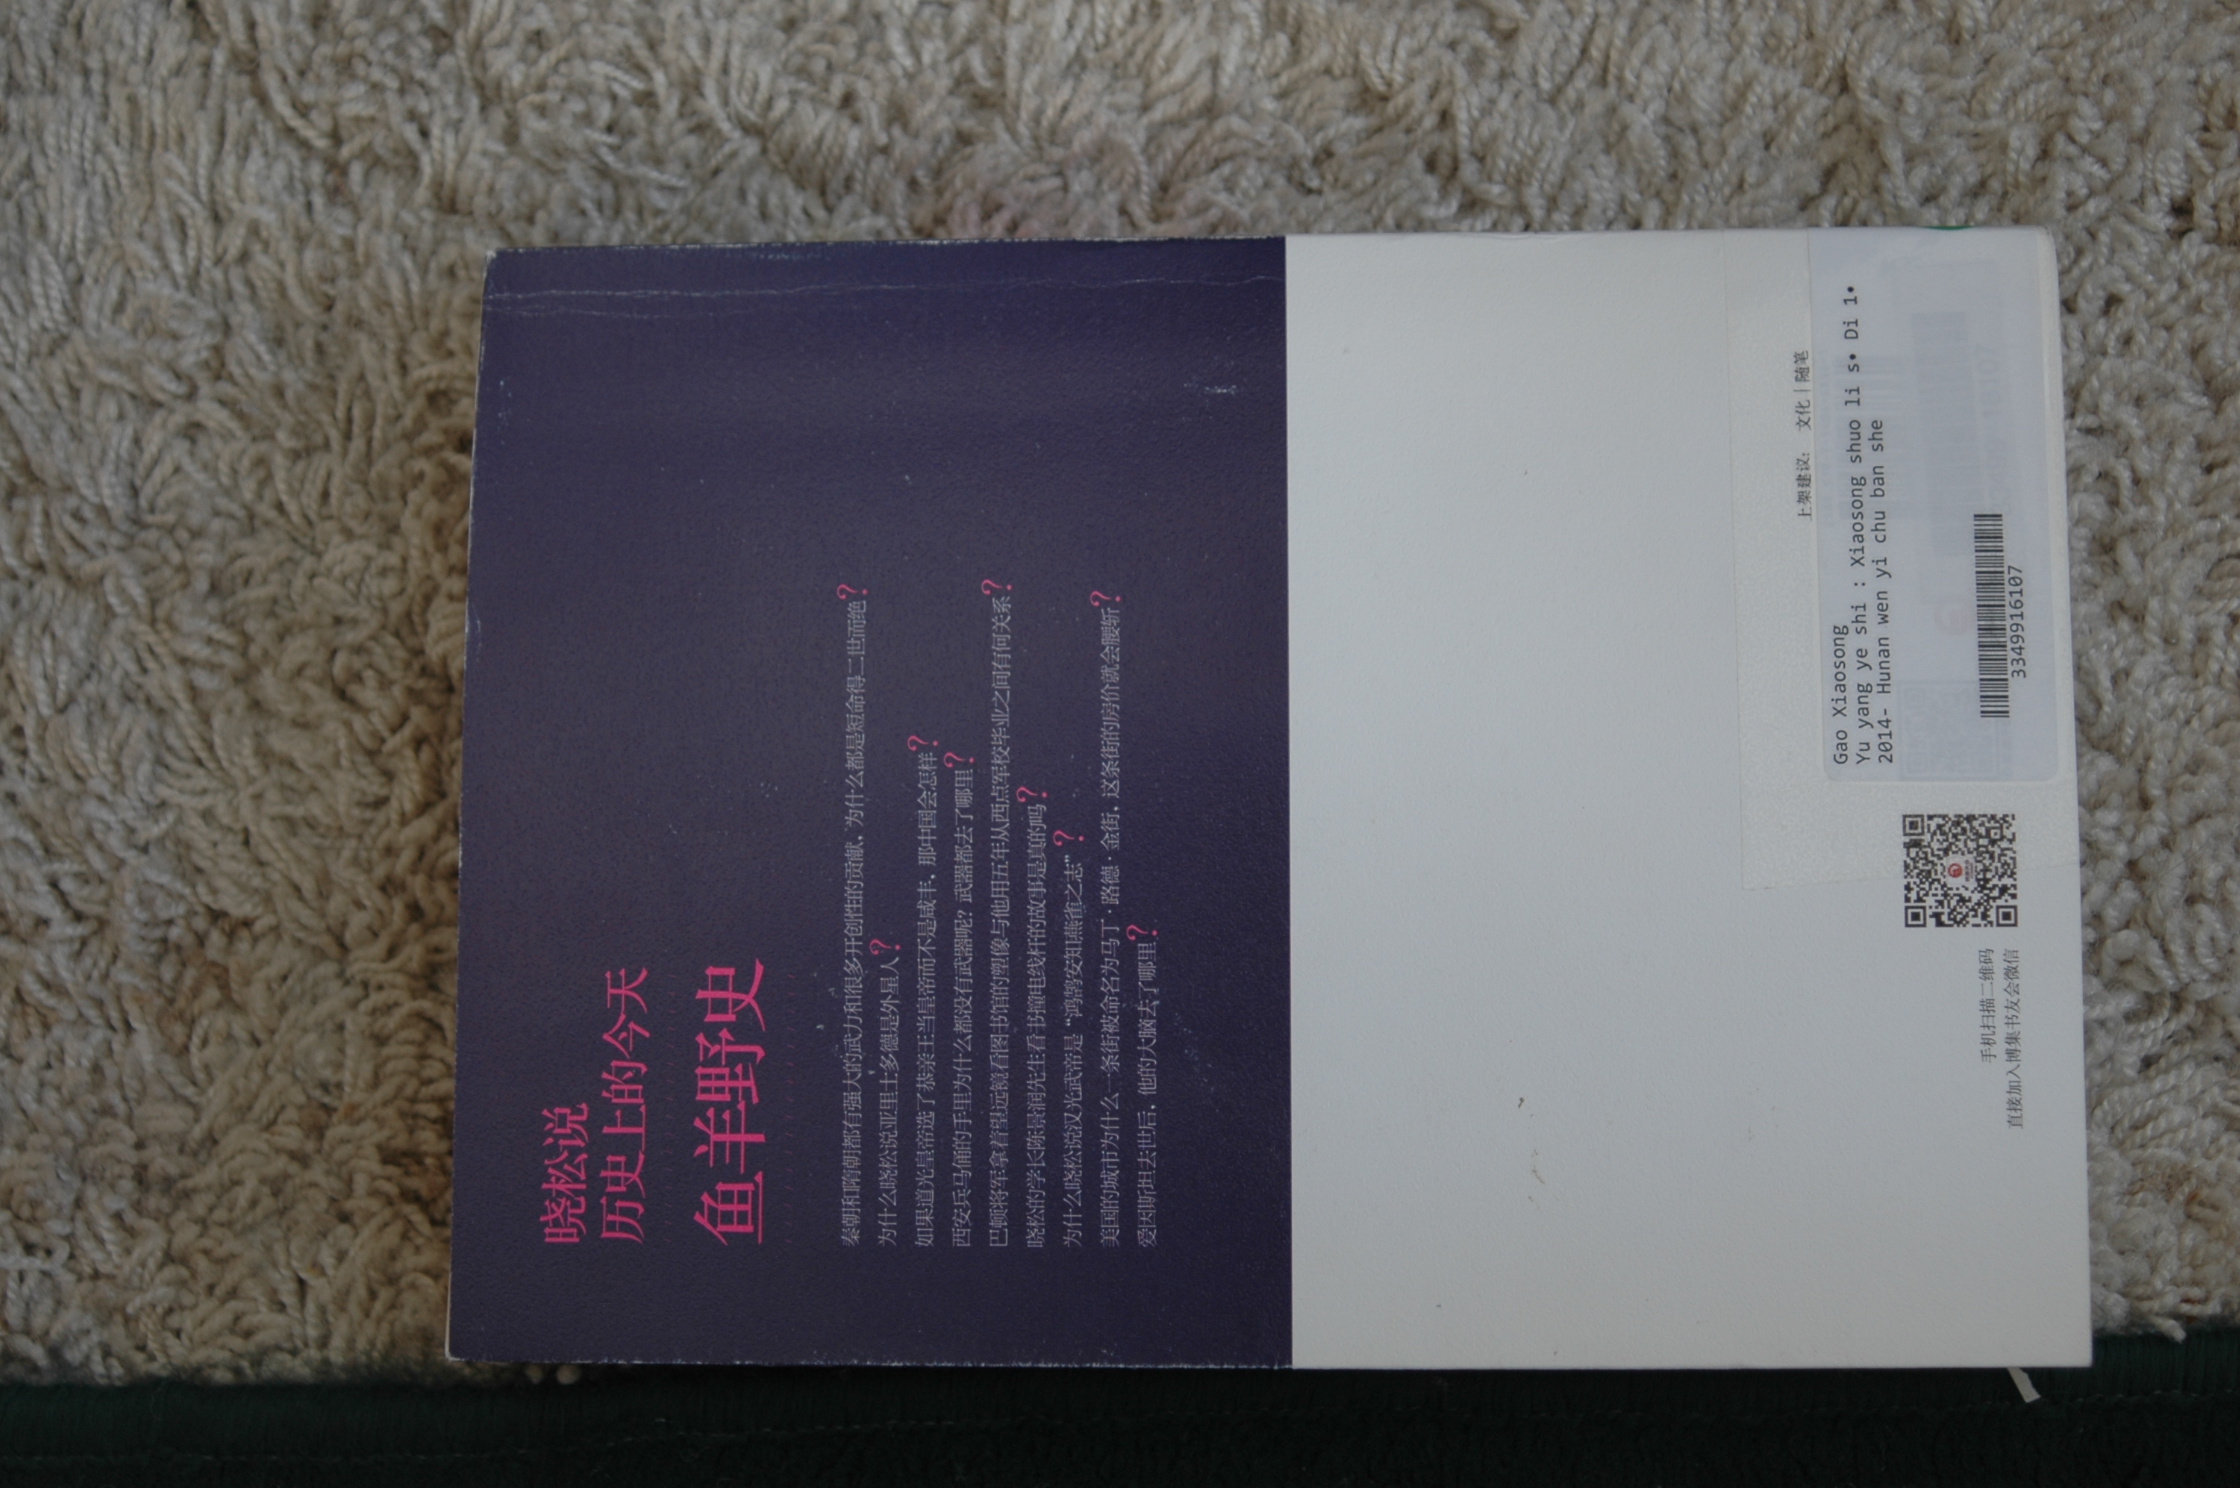 晓松说
历史上的今天
鱼羊野史
秦朝和隋朝都有强大的武力和很多开创性的贡献，为什么都是短命得二世而绝？
为什么晓松说亚里士多德是外星人？
如果道光皇帝选了恭亲王当皇帝而不是咸丰，那中国会怎样？
西安兵马俑的手里为什么都没有武器呢？武器都去了哪里？
巴顿将军拿着望远镜看图书馆的塑像与他用五年从西点军校毕业之间有何关系？
晓松的学长陈景润先生看书撞电线杆的故事是真的吗？
为什么晓松说汉光武帝是“鸿鹄安知燕雀之志”？
美国的城市为什么一条街被命名为马丁·路德·金街，这条街的房价就会腰斩？
爱因斯坦去世后，他的大脑去了哪里？
上架建议： 文化｜随笔
Gao Xiaosong
Yu yang ye shi : Xiaosong shuo li s• Di 1•
2014- Hunan wen yi chu ban she
3349916107
手机扫描二维码
直接加入博集书友会微信